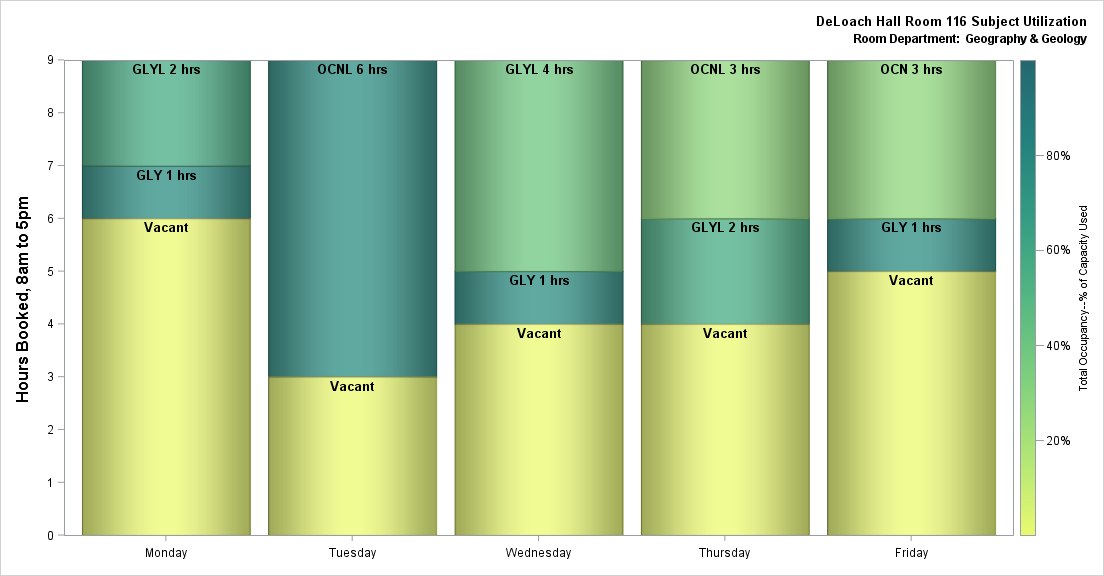 DeLoach Hall Room 116 Subject Utilization
Room Department: Geography & Geology
Hours Booked, 8am to 5pm
9
8
7
6
5
4
3
2
1
0
GLYL 2 hrs
GLY 1 hrs
Vacant
OCNL 6 hrs
Vacant
GLYL 4 hrs
GLY 1 hrs
Vacant
OCNL 3 hrs
GLYL 2 hrs
Vacant
OCN 3 hrs
GLY 1 hrs
Vacant
Monday
Tuesday
Wednesday
Thursday
Friday
80%
60%
40%
20%
Total Occupancy--% of Capacity Used